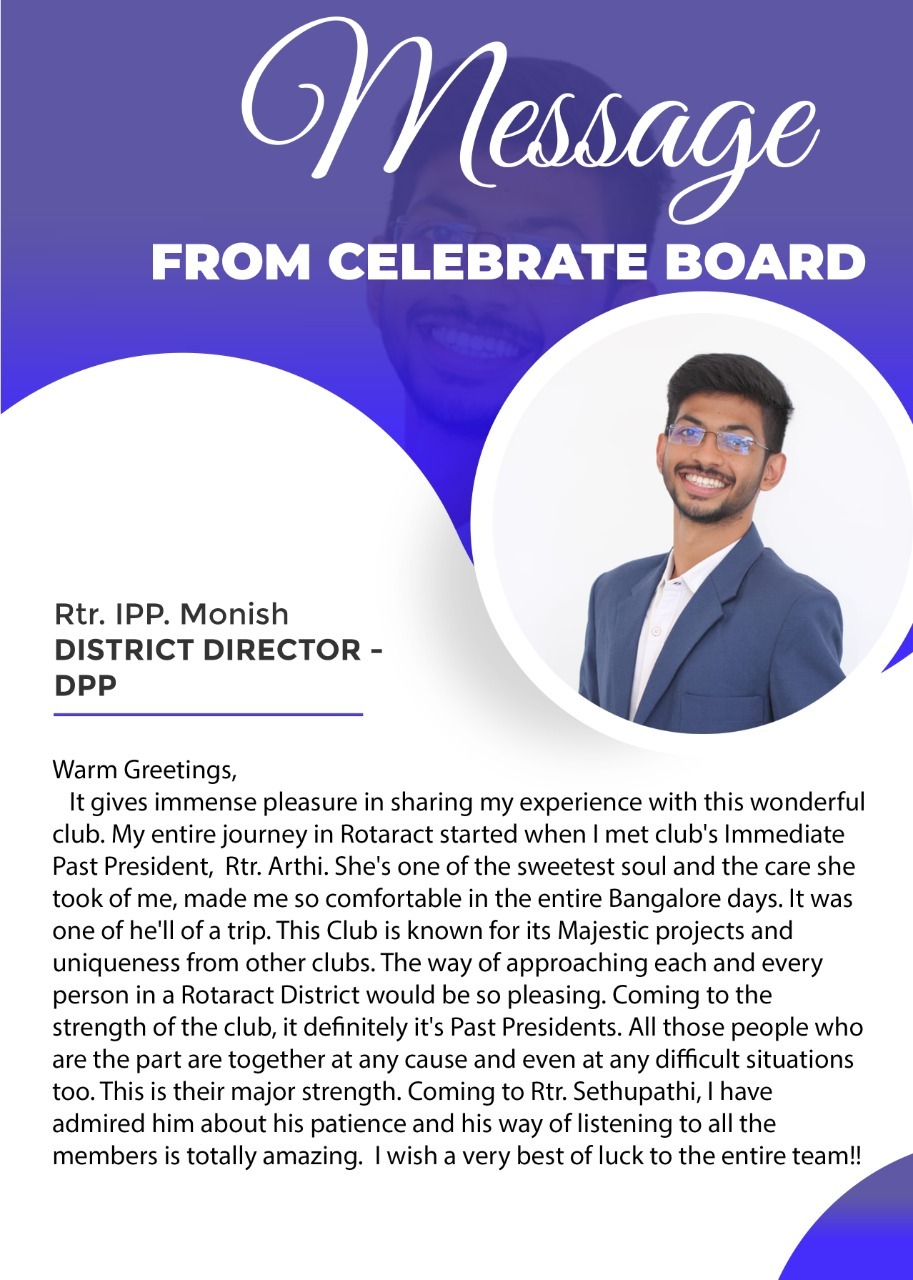 Message
FROM CELEBRATE BOARD
Rtr. IPP. Monish
DISTRICT DIRECTOR -
DPP
Warm Greetings,
It gives immense pleasure in sharing my experience with this wonderful
club. My entire journey in Rotaract started when I met club's Immediate
Past President,  Rtr. Arthi. She's one of the sweetest soul and the care she
took of me, made me so comfortable in the entire Bangalore days. It was
one of he'll of a trip. This Club is known for its Majestic projects and
uniqueness from other clubs. The way of approaching each and every
person in a Rotaract District would be so pleasing. Coming to the
strength of the club, it definitely it's Past Presidents. All those people who
are the part are together at any cause and even at any difficult situations
too. This is their major strength. Coming to Rtr. Sethupathi, I have
admired him about his patience and his way of listening to all the
members is totally amazing.  I wish a very best of luck to the entire team!!